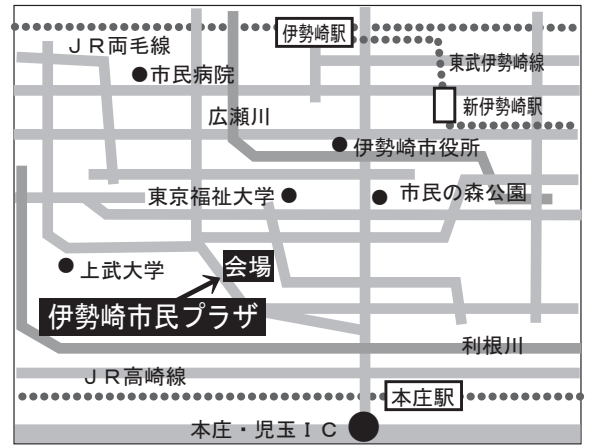 伊勢崎駅
ＪＲ両毛線
東武伊勢崎線
市民病院
新伊勢崎駅
広瀬川
伊勢崎市役所
東京福祉大学
市民の森公園
上武大学
会場
伊勢崎市民プラザ
利根川
ＪＲ高崎線
本庄駅
本庄・児玉ＩＣ